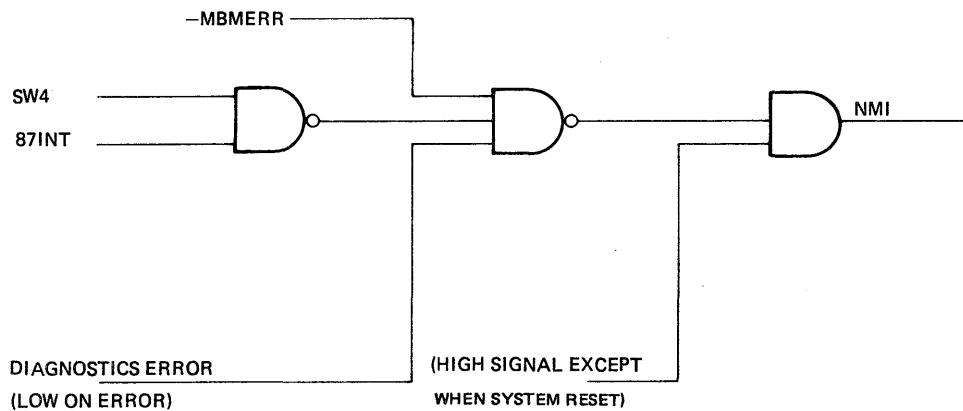 —MBMERR
SW4
87INT
NMI
DIAGNOSTICS ERROR
(LOW ON ERROR)
(HIGH SIGNAL EXCEPT
WHEN SYSTEM RESET)